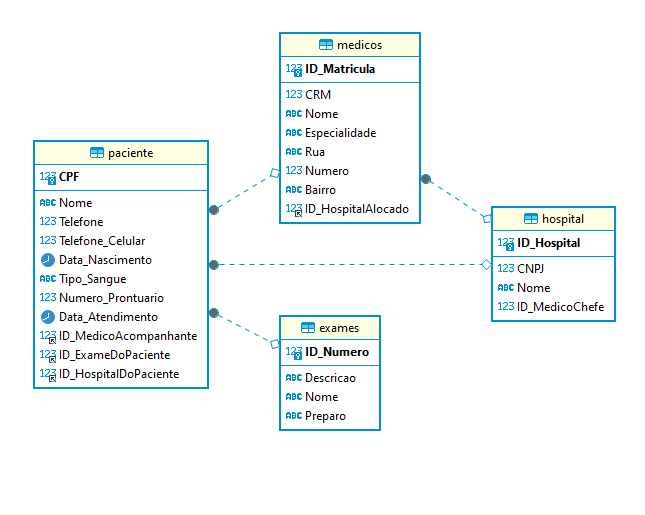 medicos
123 ID_Matricula
123 CRM
ABC Nome
ABC Especialidade
ABC Rua
123 Numero
ABC Bairro
123 ID_HospitalAlocado
paciente
123 CPF
ABC Nome
123 Telefone
123 Telefone_Celular
Data_Nascimento
ABC Tipo_Sangue
123 Numero_Prontuario
Data_Atendimento
123 ID_MedicoAcompanhante
123 ID_ExameDoPaciente
123 ID_HospitalDoPaciente
hospital
123 ID_Hospital
123 CNPJ
ABC Nome
123 ID_MedicoChefe
exames
123 ID_Numero
ABC Descricao
ABC Nome
ABC Preparo